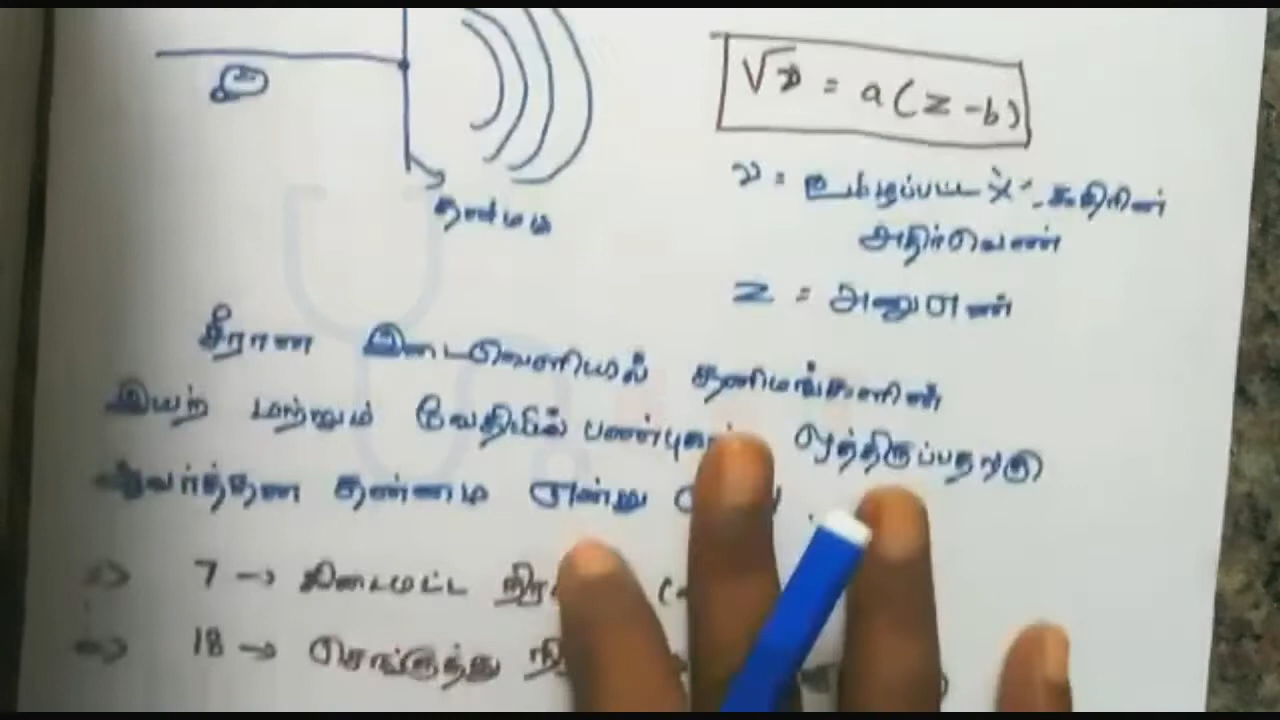 √ν = a(z-b)
ν = உமிழப்பட்ட X-கதிரின்
அதிர்வெண்
தனிமம்
Z = அணு எண்
சீரான இடைவெளியில் தனிமங்களின்
இயற் மற்றும் வேதியில் பண்புகள் ஒத்திருப்பதற்கு
ஆவர்த்தன தன்மை என்று
=> 7 → கிடைமட்ட
=> 18 → செங்குத்து